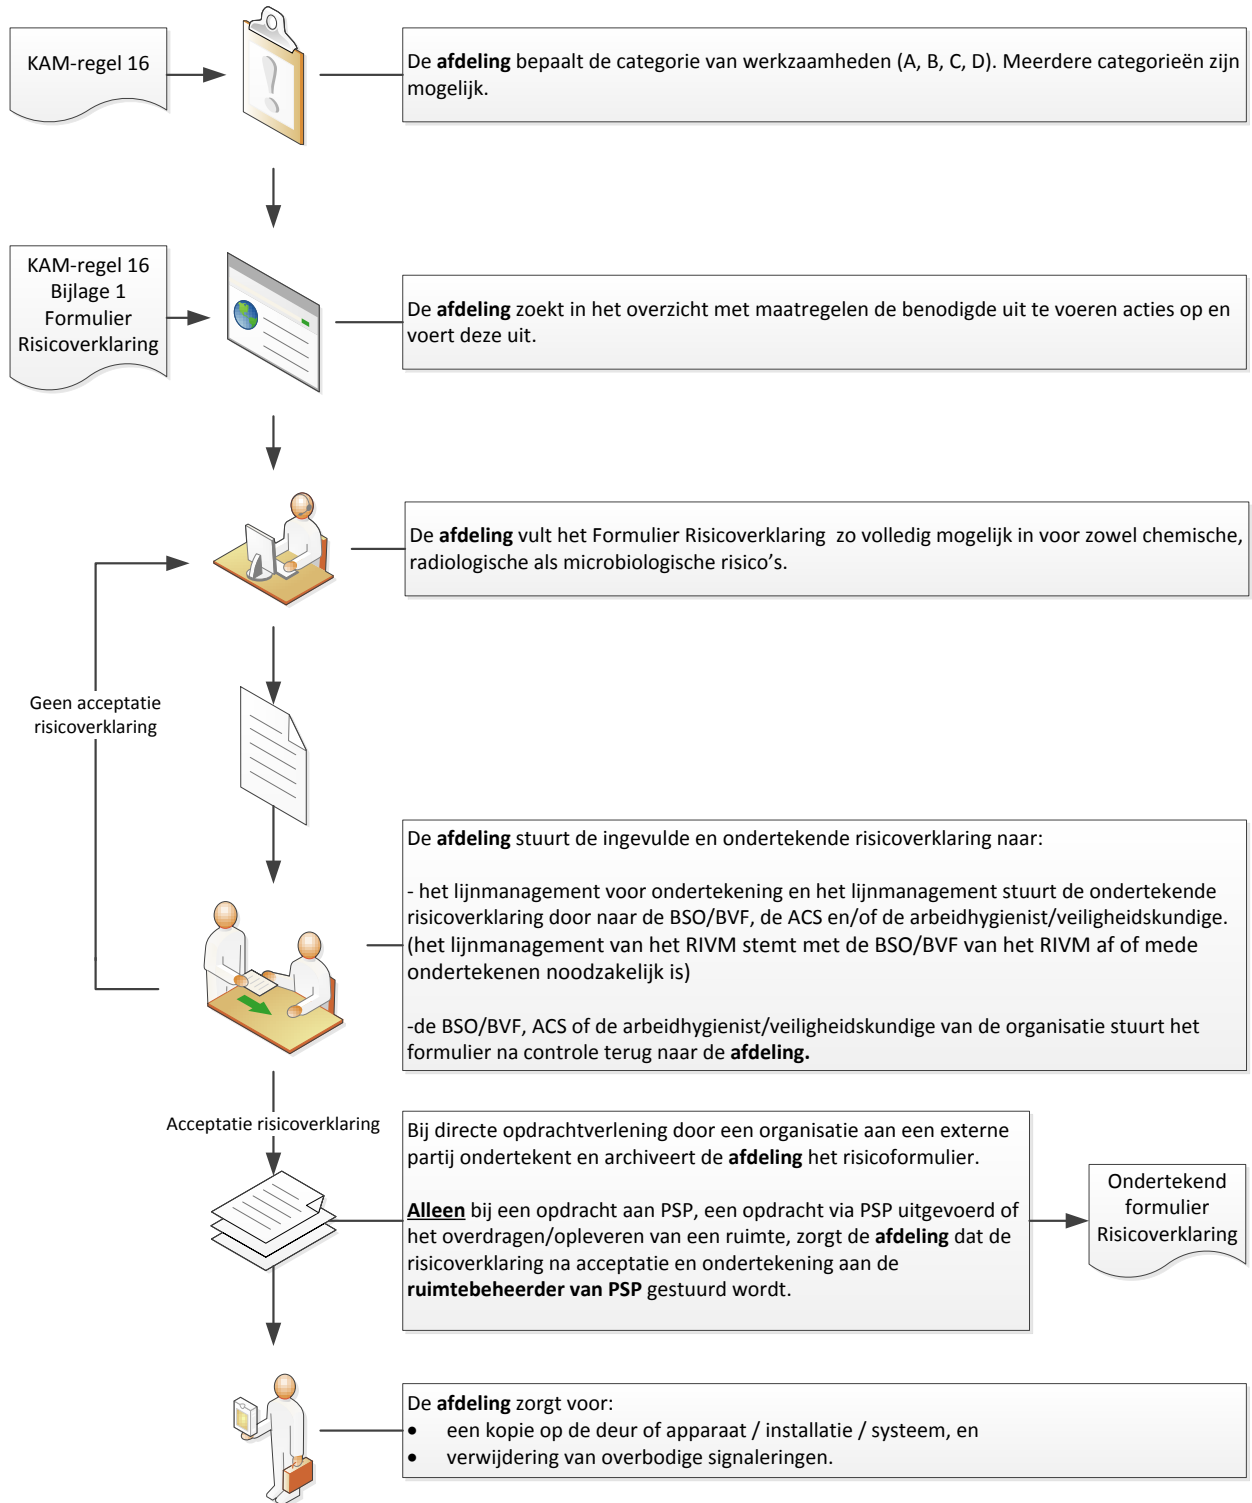 KAM-regel 16
De afdeling bepaalt de categorie van werkzaamheden (A, B, C, D). Meerdere categorieën zijn
mogelijk.
KAM-regel 16
Bijlage 1
Formulier
Risicoverklaring
De afdeling zoekt in het overzicht met maatregelen de benodigde uit te voeren acties op en
voert deze uit.
De afdeling vult het Formulier Risicoverklaring  zo volledig mogelijk in voor zowel chemische,
radiologische als microbiologische risico’s.
Geen acceptatie
risicoverklaring
De afdeling stuurt de ingevulde en ondertekende risicoverklaring naar:
- het lijnmanagement voor ondertekening en het lijnmanagement stuurt de ondertekende
risicoverklaring door naar de BSO/BVF, de ACS en/of de arbeidhygienist/veiligheidskundige.
(het lijnmanagement van het RIVM stemt met de BSO/BVF van het RIVM af of mede
ondertekenen noodzakelijk is)
-de BSO/BVF, ACS of de arbeidhygienist/veiligheidskundige van de organisatie stuurt het
formulier na controle terug naar de afdeling.
Acceptatie risicoverklaring
Bij directe opdrachtverlening door een organisatie aan een externe
partij ondertekent en archiveert de afdeling het risicoformulier.
Alleen bij een opdracht aan PSP, een opdracht via PSP uitgevoerd of
het overdragen/opleveren van een ruimte, zorgt de afdeling dat de
risicoverklaring na acceptatie en ondertekening aan de
ruimtebeheerder van PSP gestuurd wordt.
Ondertekend
formulier
Risicoverklaring
De afdeling zorgt voor:
• een kopie op de deur of apparaat / installatie / systeem, en
• verwijdering van overbodige signaleringen.